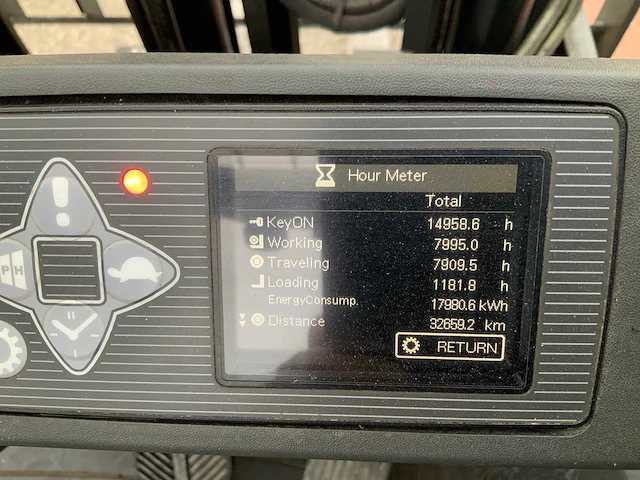 Hour Meter
Total
KeyON 14958.6 h
Working 7995.0 h
Traveling 7909.5 h
Loading 1181.8 h
EnergyConsump. 17980.6 kWh
Distance 32659.2 km
RETURN
PH